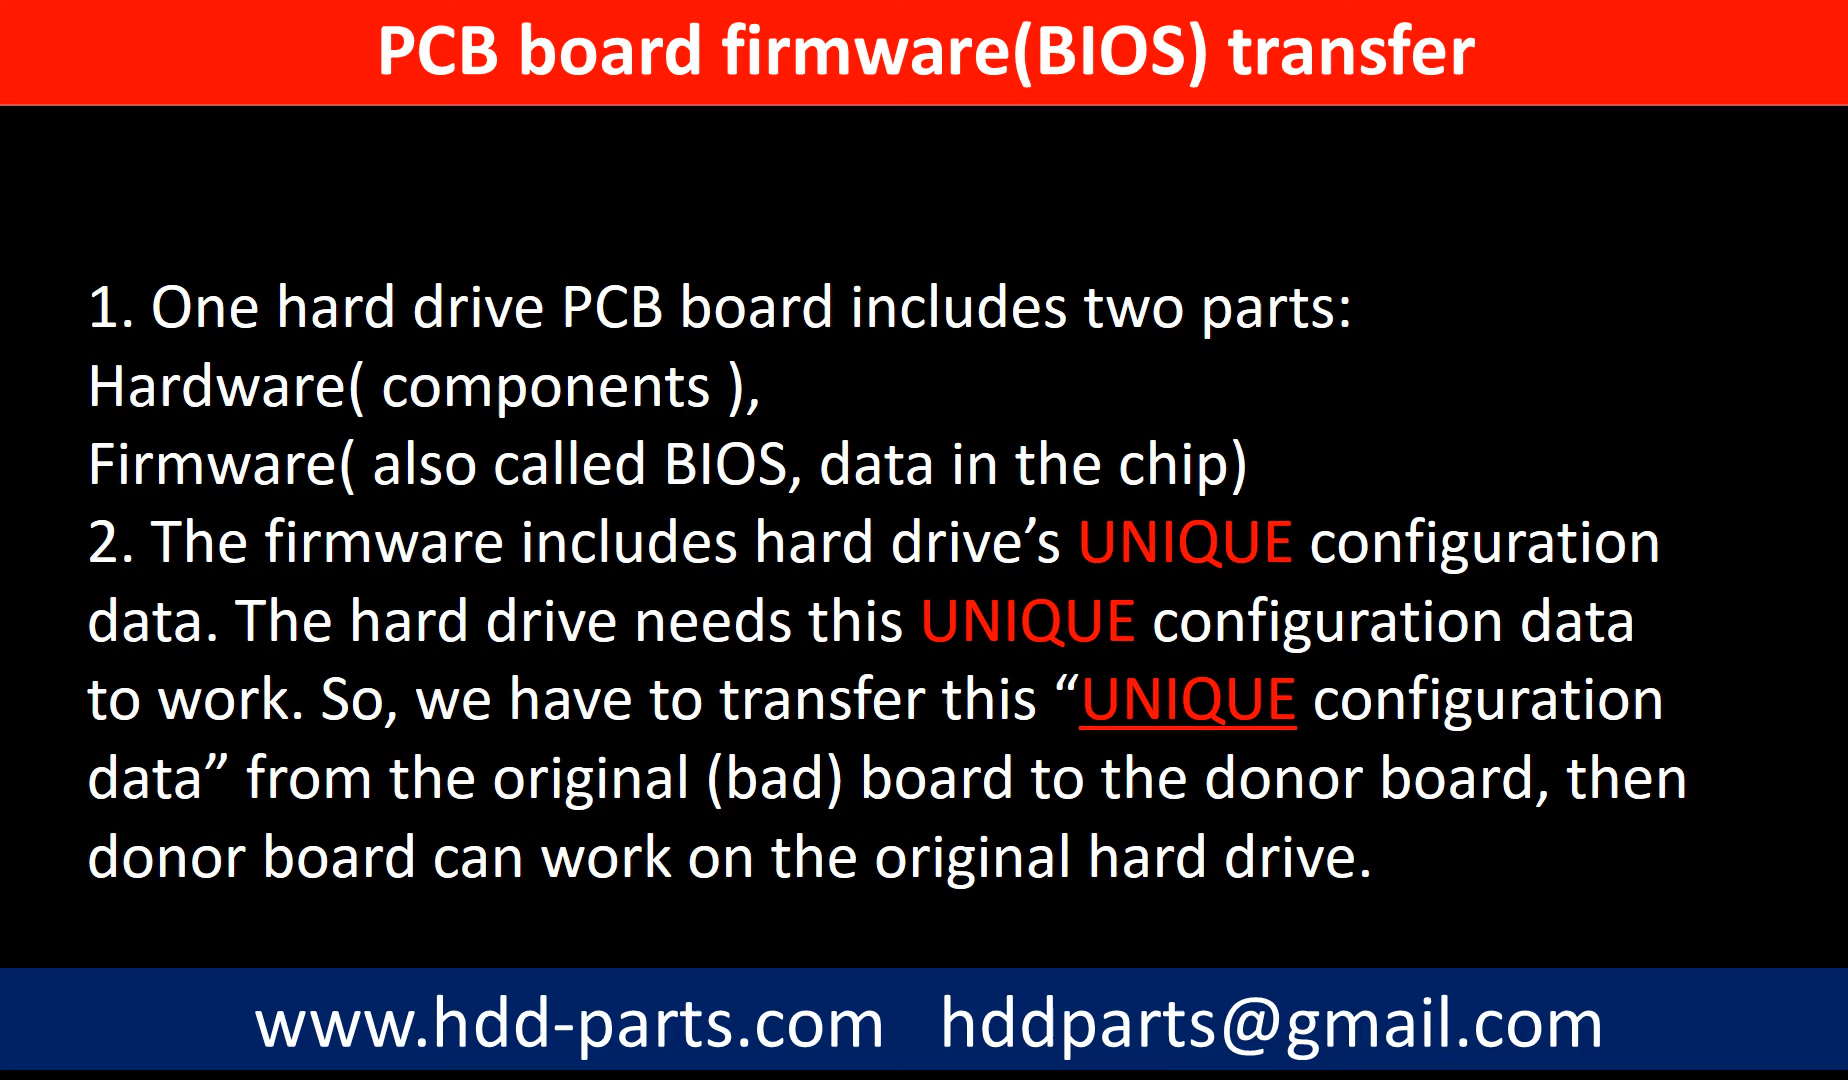 PCB board firmware(BIOS) transfer
1. One hard drive PCB board includes two parts:
Hardware( components ),
Firmware( also called BIOS, data in the chip)
2. The firmware includes hard drive’s UNIQUE configuration
data. The hard drive needs this UNIQUE configuration data
to work. So, we have to transfer this “UNIQUE configuration
data” from the original (bad) board to the donor board, then
donor board can work on the original hard drive.
www.hdd-parts.com hddparts@gmail.com